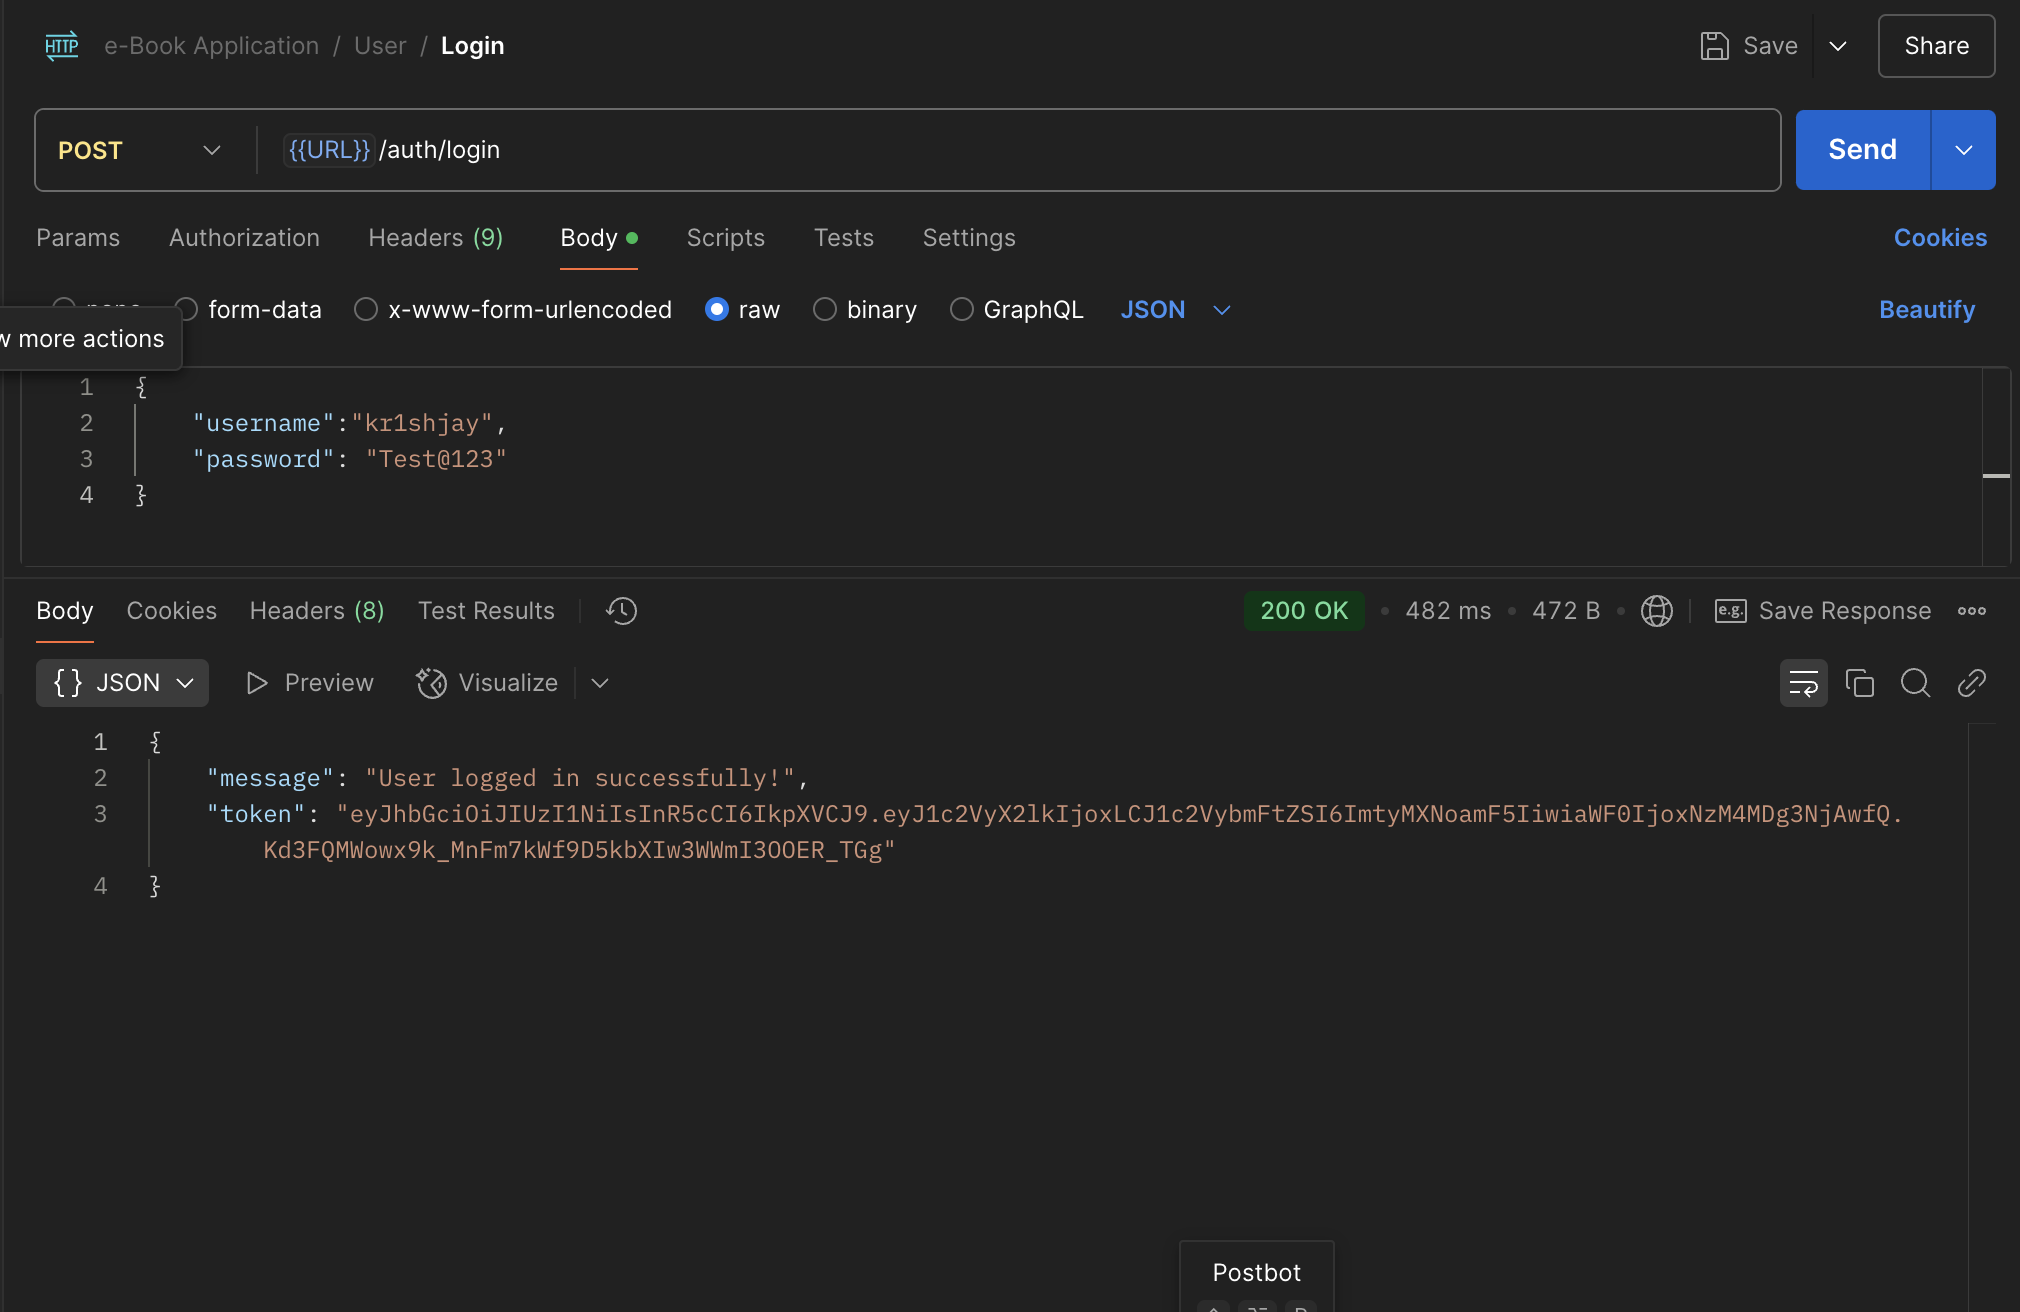 HTTP e-Book Application / User / Login Save Share
POST {{URL}}/auth/login Send
Params Authorization Headers (9) Body Scripts Tests Settings Cookies
form-data x-www-form-urlencoded raw binary GraphQL JSON Beautify
more actions
1 {
2 "username":"kr1shjay",
3 "password": "Test@123"
4 }
Body Cookies Headers (8) Test Results 200 OK • 482 ms • 472 B • e.g. Save Response
{} JSON Preview Visualize
1 {
2 "message": "User logged in successfully!",
3 "token": "eyJhbGciOiJIUzI1NiIsInR5cCI6IkpXVCJ9.eyJ1c2VyX2lkIjoxLCJ1c2VybmFtZSI6ImtyMXNoamF5IiwiaWF0IjoxNzM4MDg3NjAwfQ.
Kd3FQMWowx9k_MnFm7kWf9D5kbXIw3WWmI3OOER_TGg"
4 }
Postbot